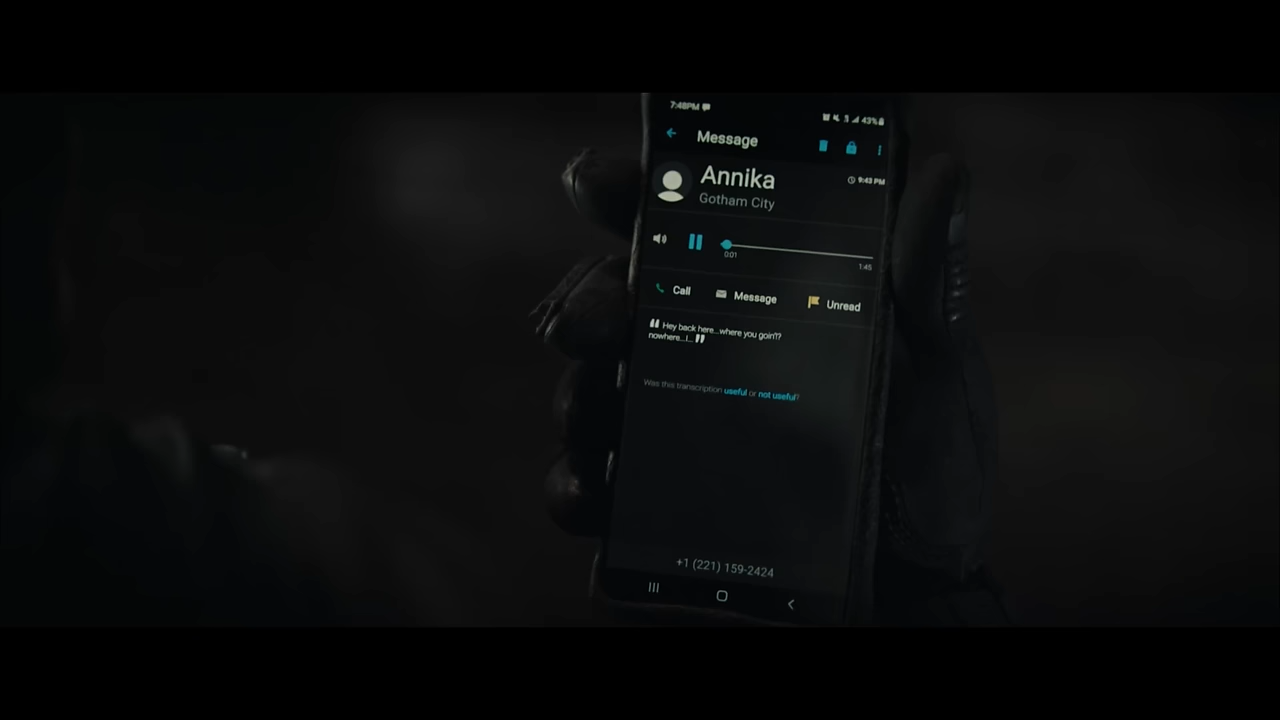 7:48PM
43%
Message
Annika
9:43 PM
Gotham City
0:01
1:45
Call
Message
Unread
“ Hey back here...where you goin'!?
nowhere...I... ”
Was this transcription useful or not useful?
+1 (221) 159-2424